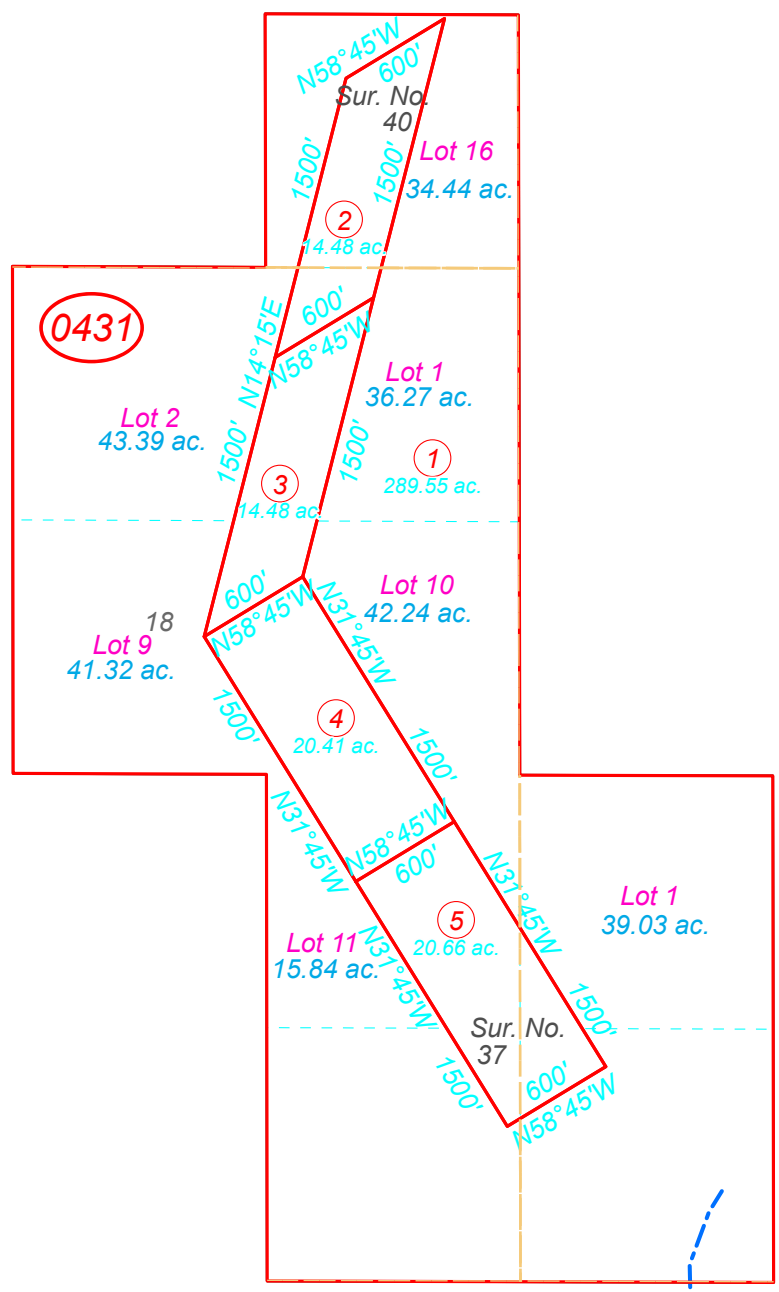 N58°45'W
600'
Sur. No.
40
1500'
1500'
Lot 16
34.44 ac.
2
14.48 ac.
0431
N14°15'E
600'
N58°45'W
Lot 1
36.27 ac.
Lot 2
43.39 ac.
1500'
1500'
1
289.55 ac.
3
14.48 ac.
600'
N58°45'W
N31°45'W
Lot 10
42.24 ac.
18
Lot 9
41.32 ac.
1500'
4
20.41 ac.
1500'
N31°45'W
N58°45'W
600'
N31°45'W
Lot 1
39.03 ac.
5
20.66 ac.
Lot 11
15.84 ac.
N31°45'W
Sur. No.
37
1500'
1500'
600'
N58°45'W